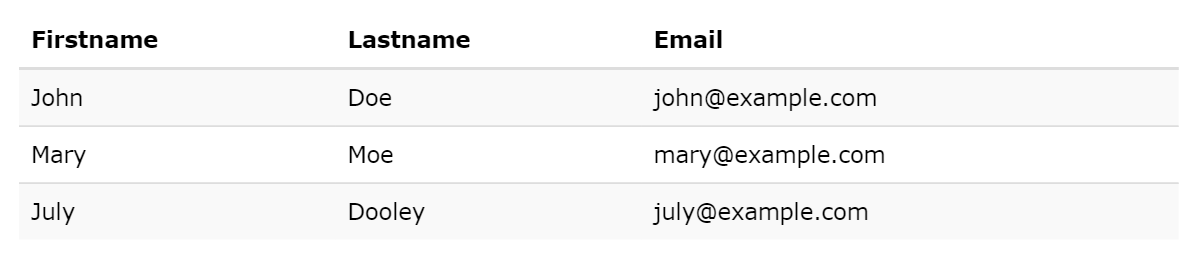 Firstname Lastname Email
John Doe john@example.com
Mary Moe mary@example.com
July Dooley july@example.com